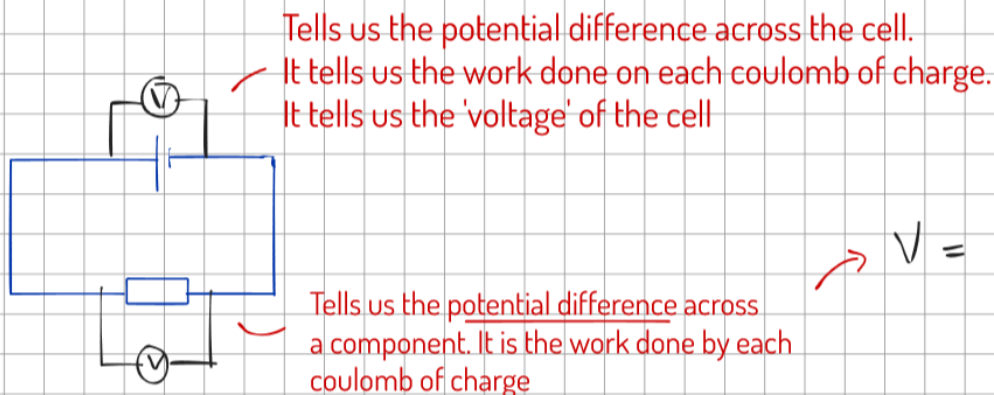 Tells us the potential difference across the cell.
It tells us the work done on each coulomb of charge.
It tells us the 'voltage' of the cell
V
V =
Tells us the potential difference across
a component. It is the work done by each
coulomb of charge
V